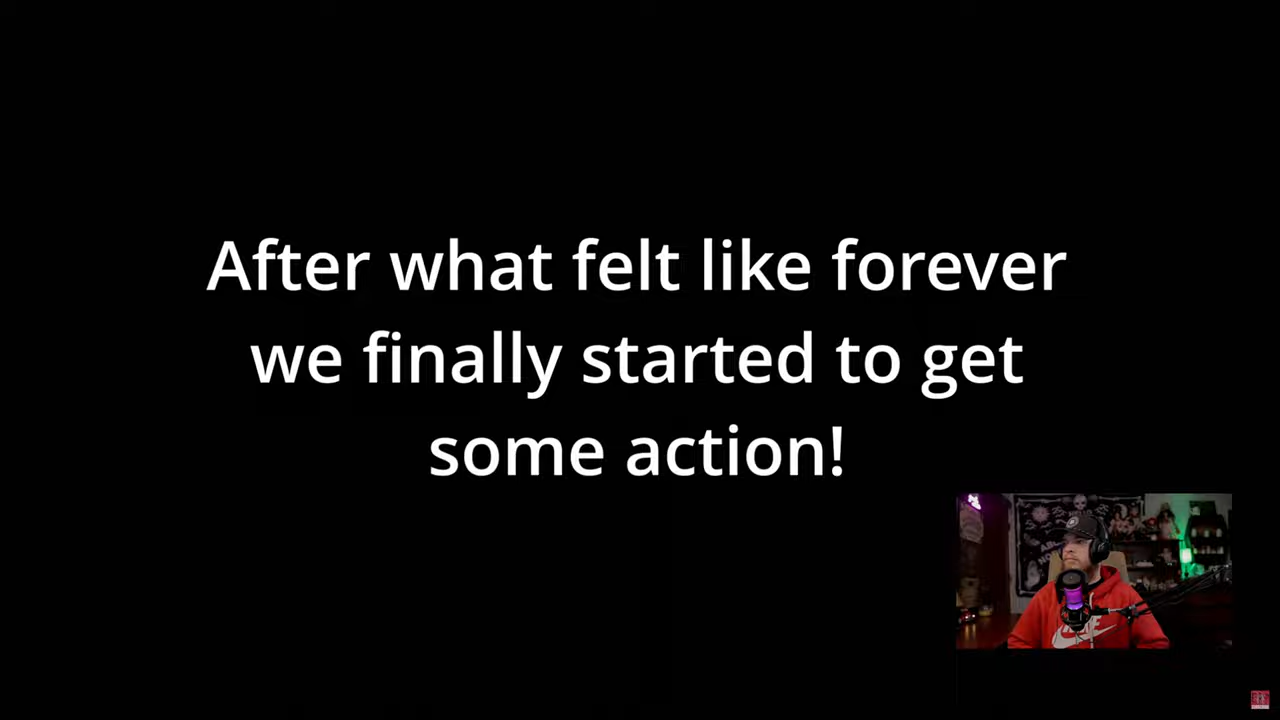 After what felt like forever
we finally started to get
some action!